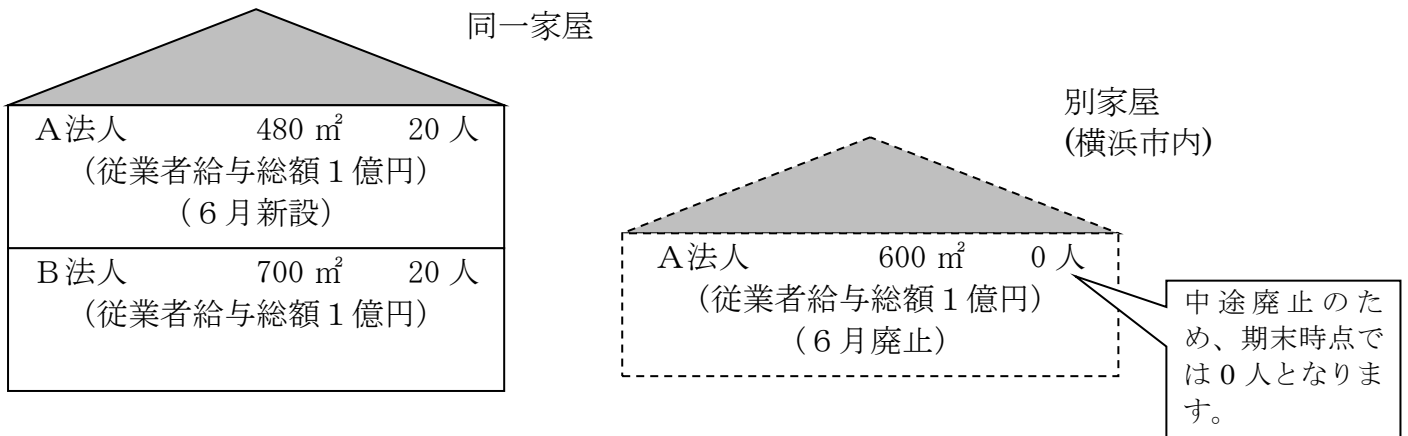 同一家屋
A法人 480 ㎡ 20 人
(従業者給与総額1億円)
(6月新設)
B法人 700 ㎡ 20 人
(従業者給与総額1億円)
別家屋
(横浜市内)
A法人 600 ㎡ 0 人
(従業者給与総額1億円)
(6月廃止)
中途廃止のた
め、期末時点で
は 0 人となりま
す。